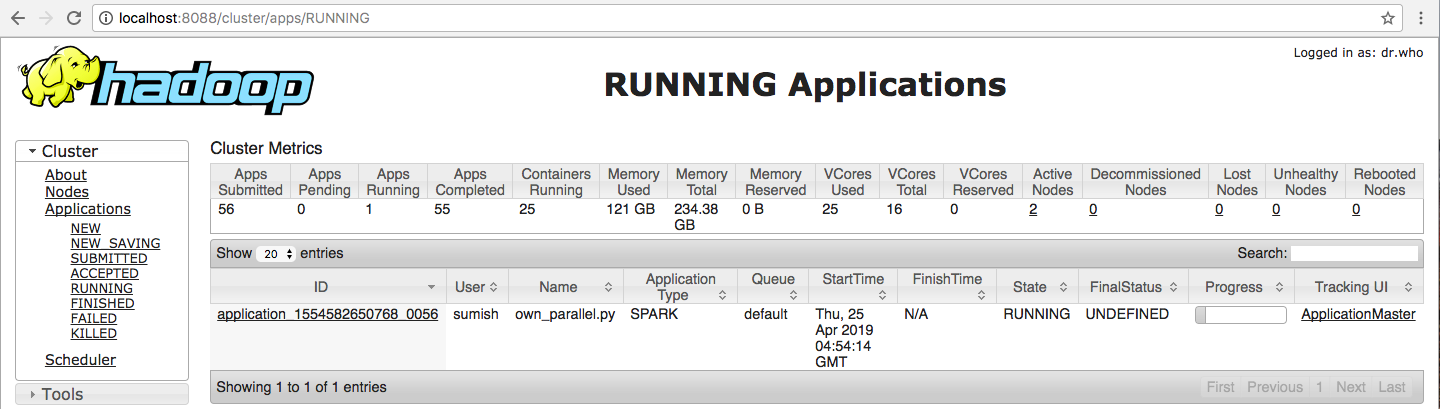 localhost:8088/cluster/apps/RUNNING
Logged in as: dr.who
hadoop
RUNNING Applications
Cluster
About
Nodes
Applications
NEW
NEW_SAVING
SUBMITTED
ACCEPTED
RUNNING
FINISHED
FAILED
KILLED
Scheduler
Tools
Cluster Metrics
Apps Submitted Apps Pending Apps Running Apps Completed Containers Running Memory Used Memory Total Memory Reserved VCores Used VCores Total VCores Reserved Active Nodes Decommissioned Nodes Lost Nodes Unhealthy Nodes Rebooted Nodes
56 0 1 55 25 121 GB 234.38 GB 0 B 25 16 0 2 0 0 0 0
Show 20 entries Search:
ID User Name Application Type Queue StartTime FinishTime State FinalStatus Progress Tracking UI
application_1554582650768_0056 sumish own_parallel.py SPARK default Thu, 25 Apr 2019 04:54:14 GMT N/A RUNNING UNDEFINED ApplicationMaster
Showing 1 to 1 of 1 entries First Previous 1 Next Last